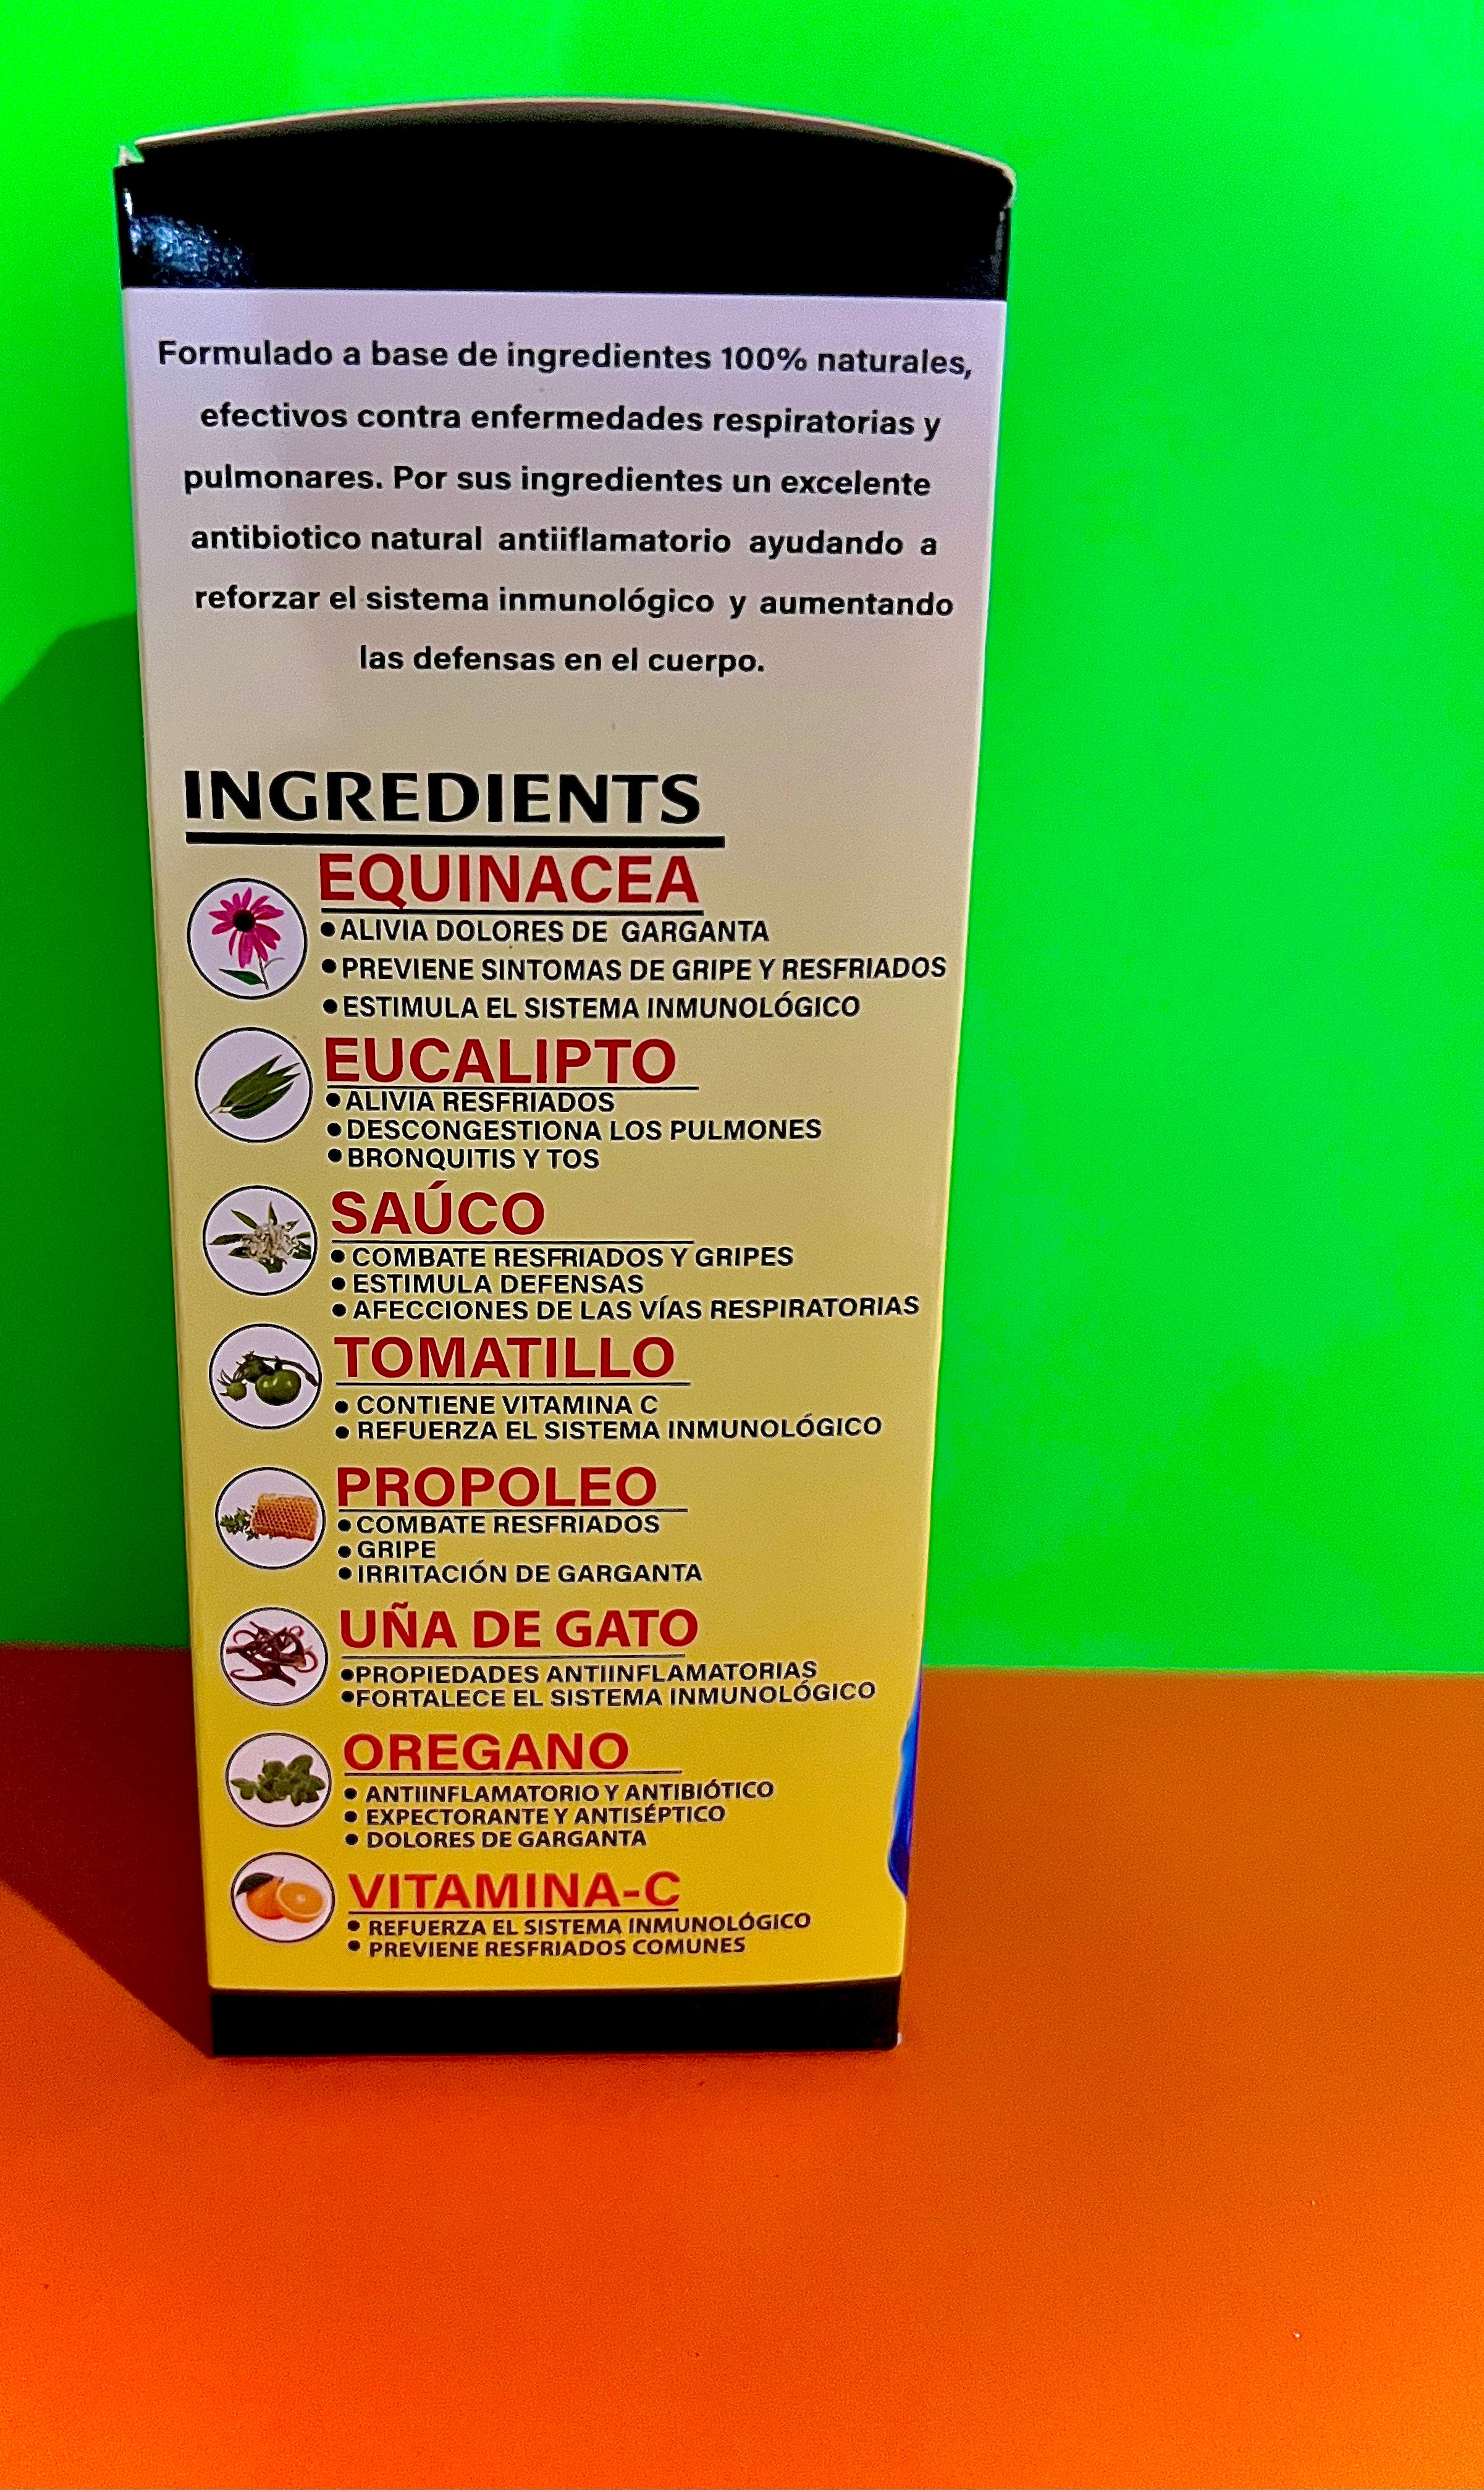 Formulado a base de ingredientes 100% naturales,
efectivos contra enfermedades respiratorias y
pulmonares. Por sus ingredientes un excelente
antibiotico natural antiiflamatorio ayudando a
reforzar el sistema inmunológico y aumentando
las defensas en el cuerpo.
INGREDIENTS
EQUINACEA
• ALIVIA DOLORES DE GARGANTA
• PREVIENE SINTOMAS DE GRIPE Y RESFRIADOS
• ESTIMULA EL SISTEMA INMUNOLÓGICO
EUCALIPTO
• ALIVIA RESFRIADOS
• DESCONGESTIONA LOS PULMONES
• BRONQUITIS Y TOS
SAÚCO
• COMBATE RESFRIADOS Y GRIPES
• ESTIMULA DEFENSAS
• AFECCIONES DE LAS VÍAS RESPIRATORIAS
TOMATILLO
• CONTIENE VITAMINA C
• REFUERZA EL SISTEMA INMUNOLÓGICO
PROPOLEO
• COMBATE RESFRIADOS
• GRIPE
• IRRITACIÓN DE GARGANTA
UÑA DE GATO
• PROPIEDADES ANTIINFLAMATORIAS
• FORTALECE EL SISTEMA INMUNOLÓGICO
OREGANO
• ANTIINFLAMATORIO Y ANTIBIÓTICO
• EXPECTORANTE Y ANTISÉPTICO
• DOLORES DE GARGANTA
VITAMINA-C
• REFUERZA EL SISTEMA INMUNOLÓGICO
• PREVIENE RESFRIADOS COMUNES